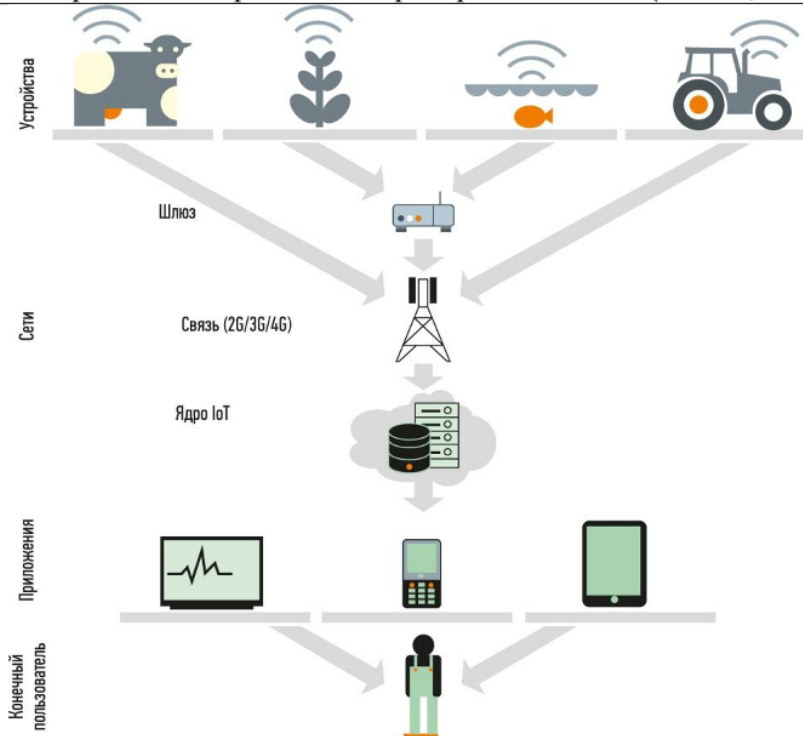 Устройства
Шлюз
Сети
Связь (2G/3G/4G)
Ядро IoT
Приложения
Конечный
пользователь